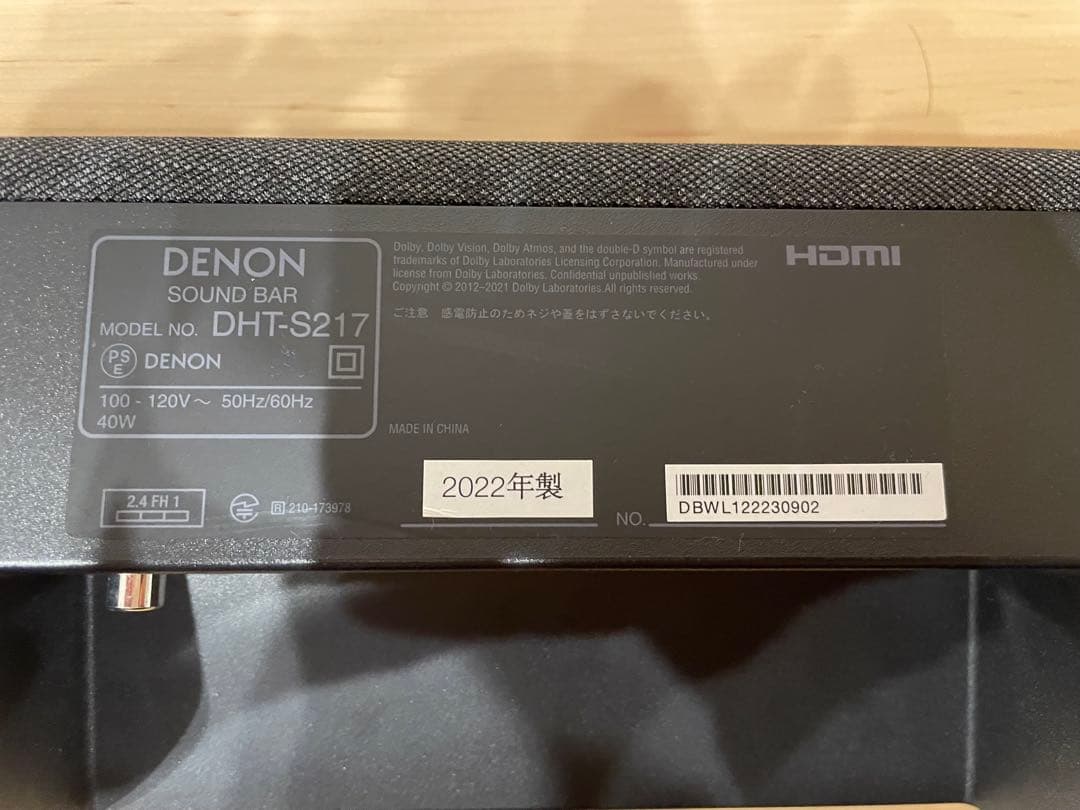 DENON
SOUND BAR
MODEL NO. DHT-S217
PS
E
DENON
100 - 120V～ 50Hz/60Hz
40W
Dolby, Dolby Vision, Dolby Atmos, and the double-D symbol are registered
trademarks of Dolby Laboratories Licensing Corporation. Manufactured under
license from Dolby Laboratories. Confidential unpublished works.
Copyright © 2012–2021 Dolby Laboratories.All rights reserved.
HDMI
ご注意 感電防止のためネジや蓋をはずさないでください。
MADE IN CHINA
2.4 FH 1
R 210-173978
2022年製
NO.
DBWL122230902